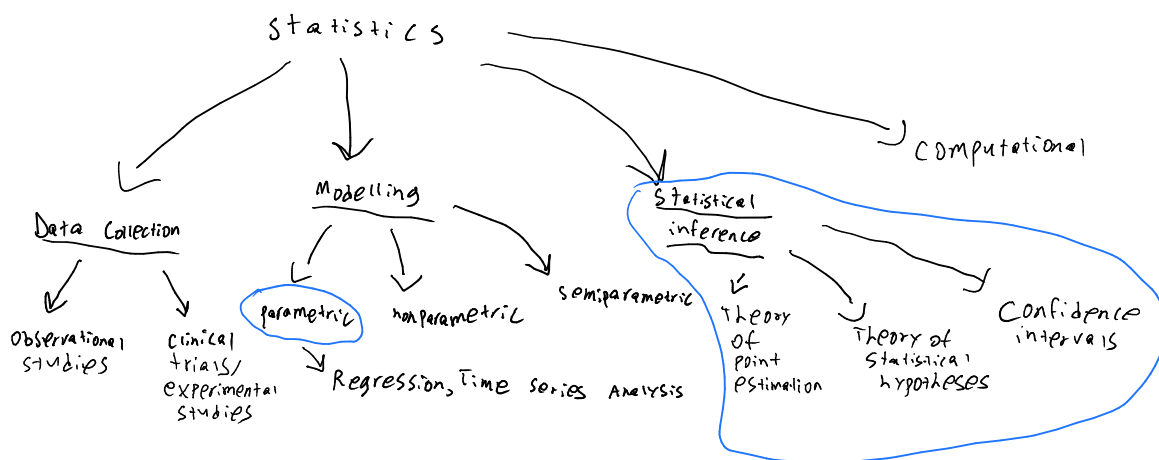 Statistics
Computational
Modelling
Statistical
inference
Data Collection
Observational
studies
Clinical
trials/
experimental
studies
parametric
nonparametric
semiparametric
Regression, Time series Analysis
Theory
of
point
estimation
Theory of
statistical
hypotheses
Confidence
intervals